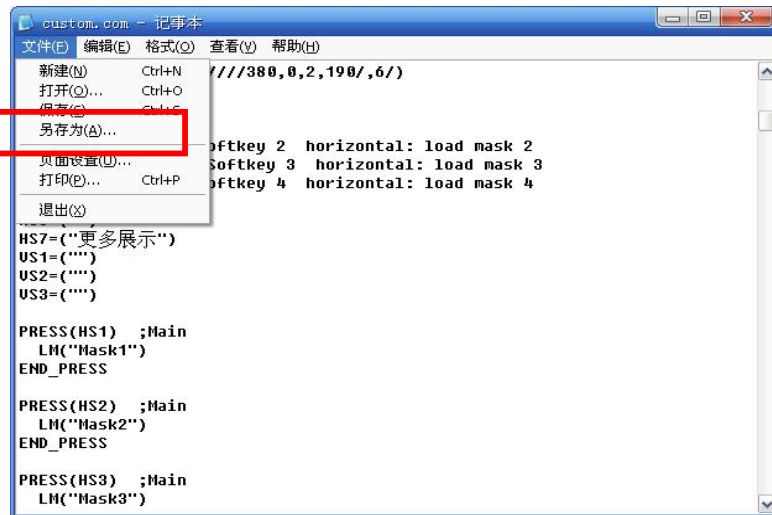 custom.com - 记事本
文件(F) 编辑(E) 格式(O) 查看(V) 帮助(H)
新建(N) Ctrl+N
////380,0,2,190/,6/)
打开(O)... Ctrl+O
保存(S) Ctrl+S
另存为(A)...
oftkey 2 horizontal: load mask 2
页面设置(U)...
Softkey 3 horizontal: load mask 3
打印(P)... Ctrl+P
oftkey 4 horizontal: load mask 4
退出(X)
HS7=("更多展示")
VS1=("")
VS2=("")
VS3=("")
PRESS(HS1) ;Main
LM("Mask1")
END_PRESS
PRESS(HS2) ;Main
LM("Mask2")
END_PRESS
PRESS(HS3) ;Main
LM("Mask3")